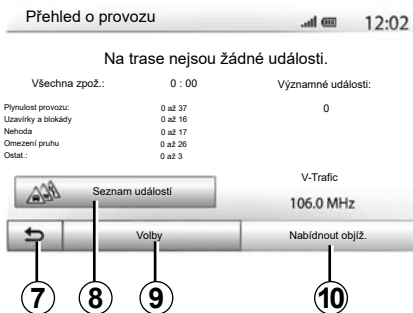 Přehled o provozu 12:02
Na trase nejsou žádné události.
Všechna zpož.: 0 : 00 Významné události:
Plynulost provozu: 0 až 37 0
Uzavírky a blokády 0 až 16
Nehoda 0 až 17
Omezení pruhu 0 až 26
Ostat.: 0 až 3
V-Trafic
Seznam událostí 106.0 MHz
Volby Nabídnout objíž.
7 8 9 10